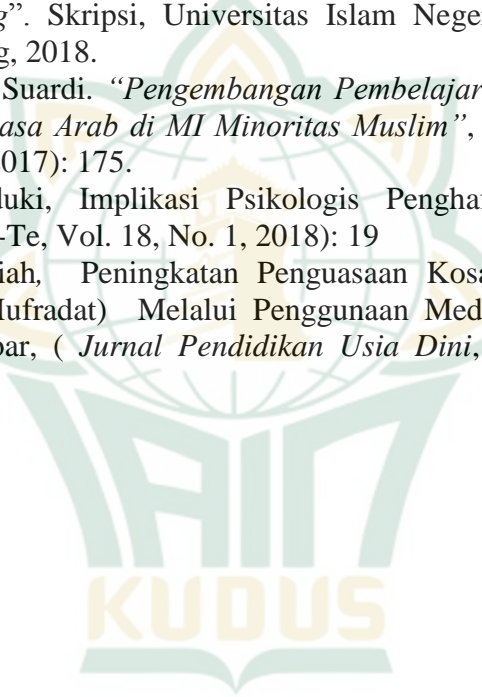 g”. Skripsi, Universitas Islam Neger
g, 2018.
Suardi. “Pengembangan Pembelajar
asa Arab di MI Minoritas Muslim”,
017): 175.
duki, Implikasi Psikologis Pengha
-Te, Vol. 18, No. 1, 2018): 19
iah, Peningkatan Penguasaan Kosa
Mufradat) Melalui Penggunaan Med
bar, ( Jurnal Pendidikan Usia Dini,
IAIN
KUDUS